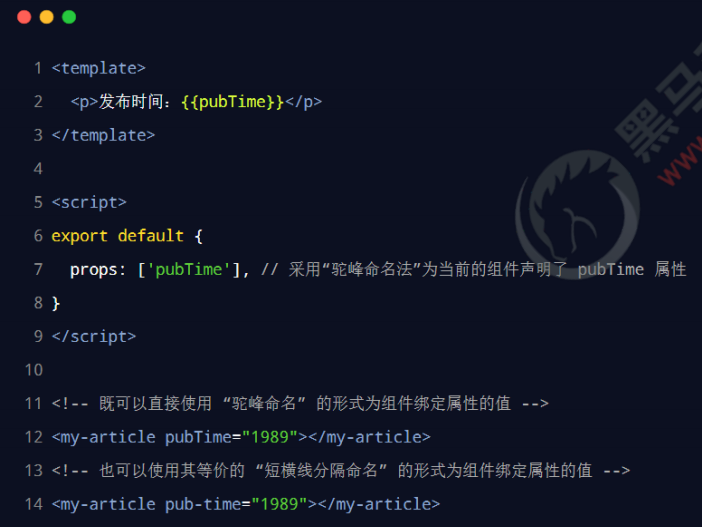 1 <template>
2 <p>发布时间：{{pubTime}}</p>
3 </template>
4
5 <script>
6 export default {
7 props: ['pubTime'], // 采用“驼峰命名法”为当前的组件声明了 pubTime 属性
8 }
9 </script>
10
11 <!-- 既可以直接使用 “驼峰命名” 的形式为组件绑定属性的值 -->
12 <my-article pubTime="1989"></my-article>
13 <!-- 也可以使用其等价的 “短横线分隔命名” 的形式为组件绑定属性的值 -->
14 <my-article pub-time="1989"></my-article>
黑马
www